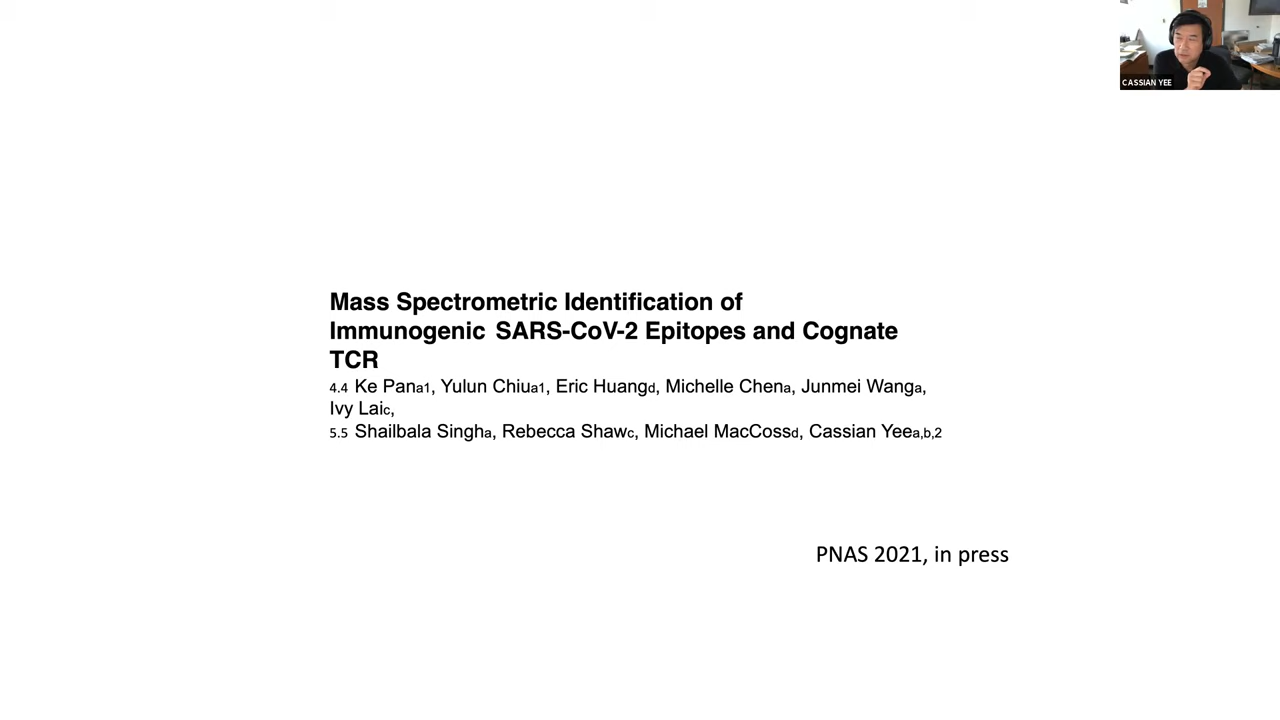 CASSIAN YEE
Mass Spectrometric Identification of
Immunogenic SARS-CoV-2 Epitopes and Cognate
TCR
4.4 Ke Pana1, Yulun Chiua1, Eric Huangd, Michelle Chena, Junmei Wanga,
Ivy Laic,
5.5 Shailbala Singha, Rebecca Shawc, Michael MacCossd, Cassian Yeea,b,2
PNAS 2021, in press